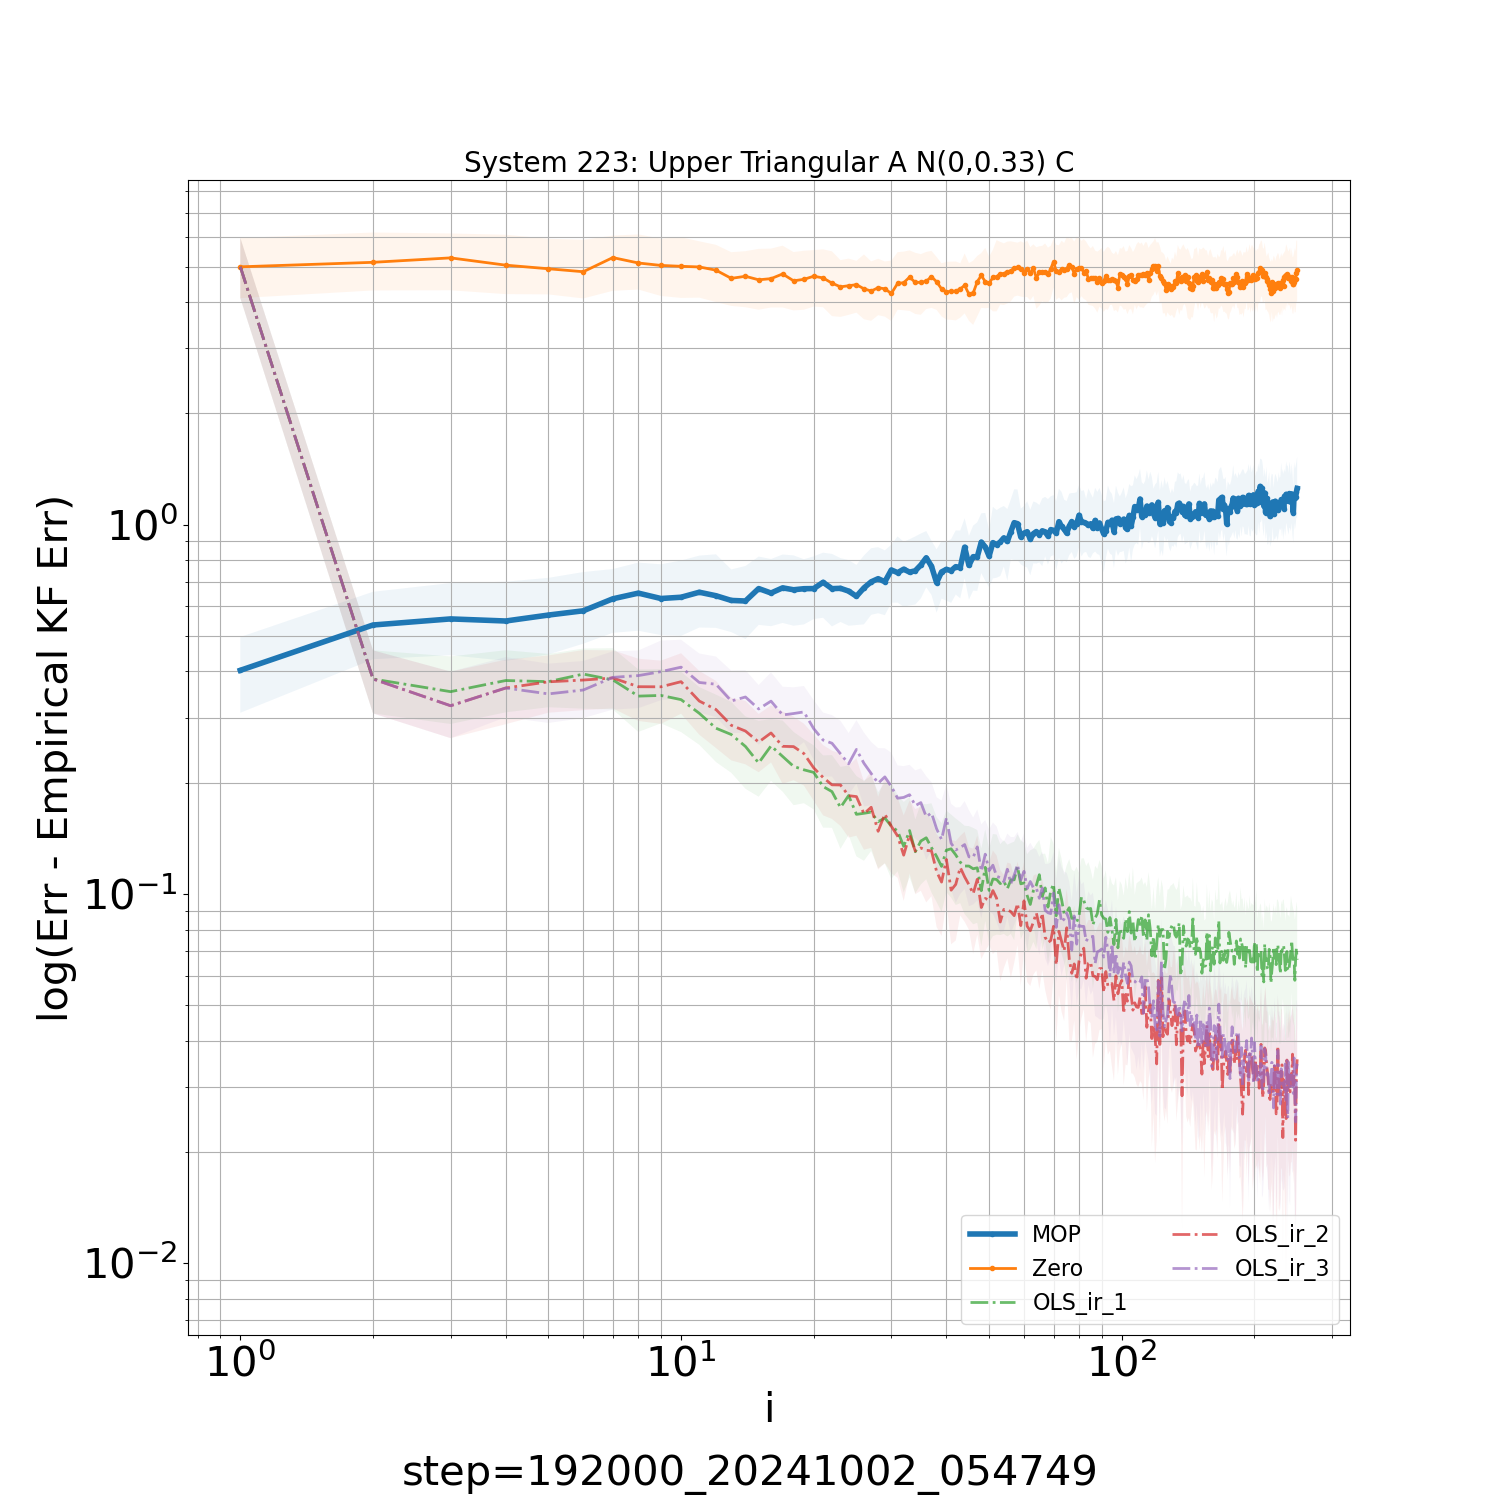 System 223: Upper Triangular A N(0,0.33) C
log(Err - Empirical KF Err)
10^0
10^-1
10^-2
10^0
10^1
10^2
i
MOP
Zero
OLS_ir_1
OLS_ir_2
OLS_ir_3
step=192000_20241002_054749